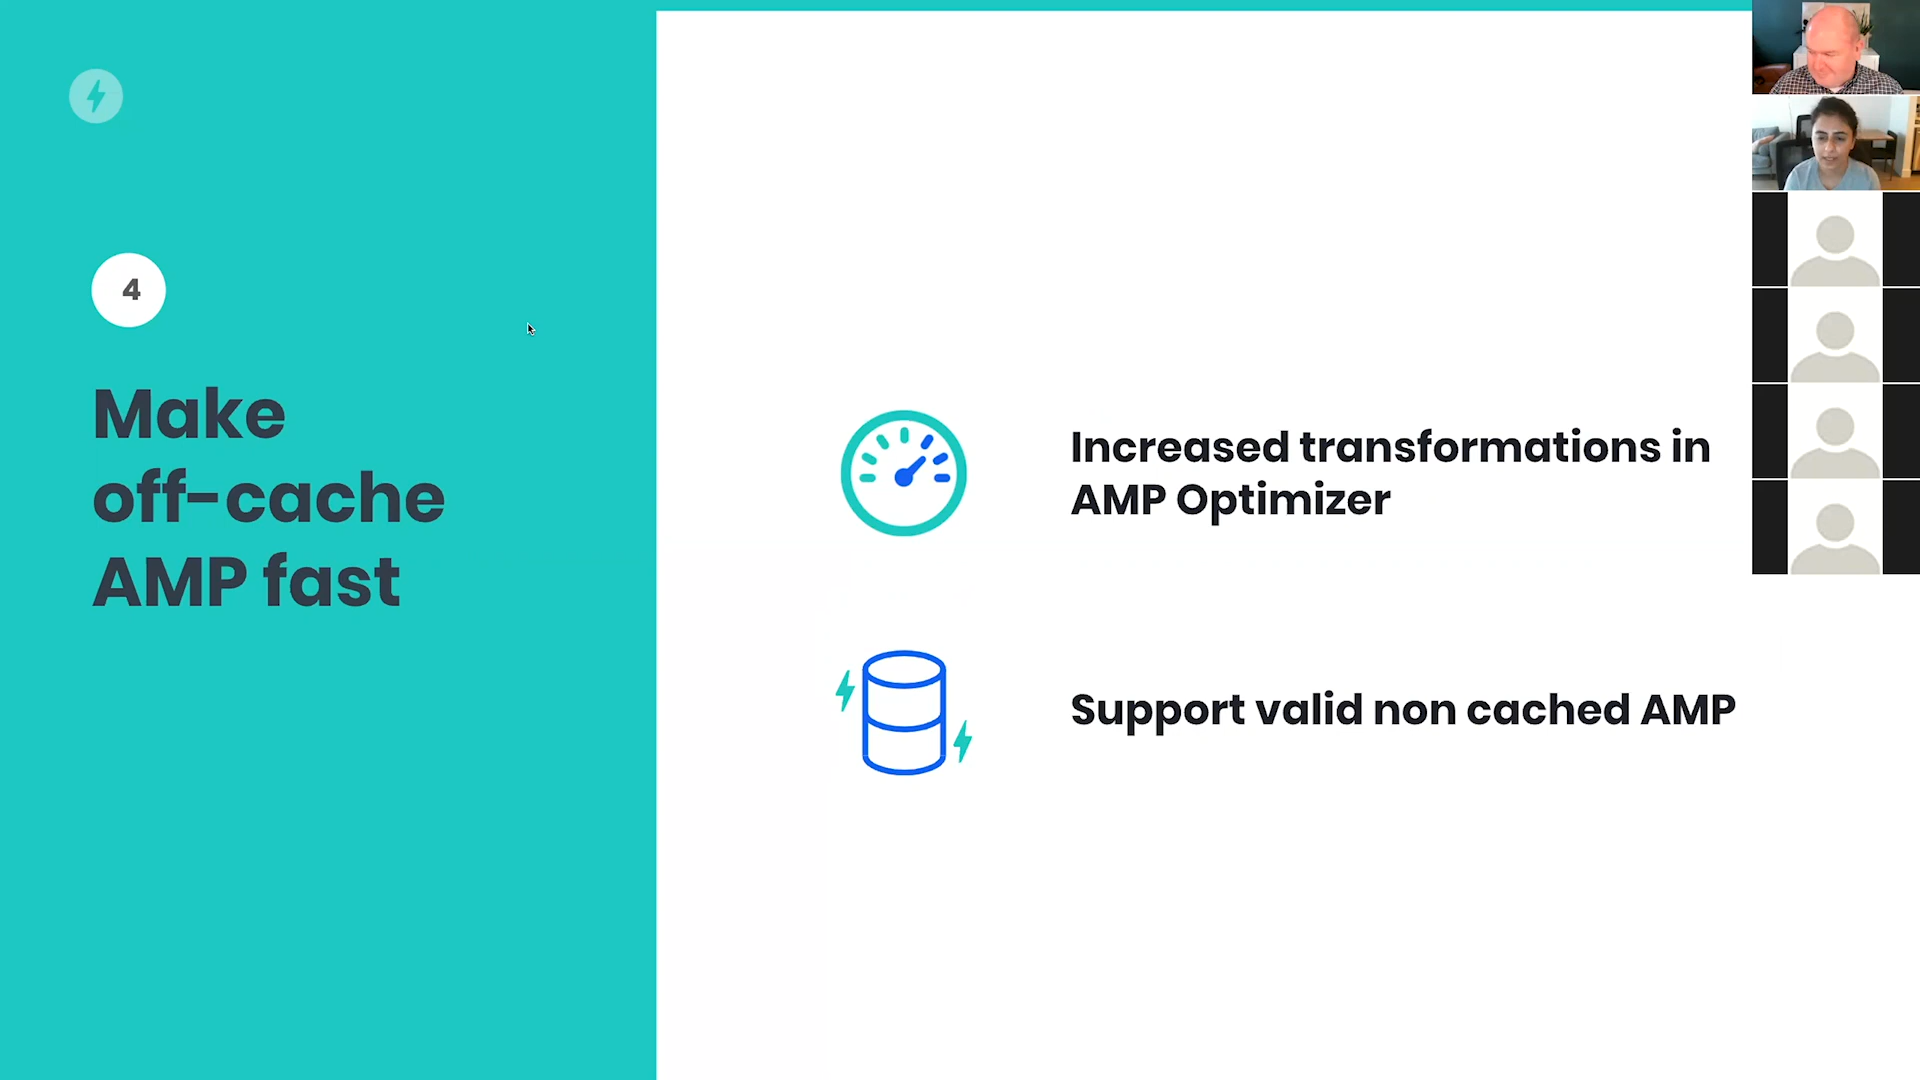 4
Make
off-cache
AMP fast
Increased transformations in
AMP Optimizer
Support valid non cached AMP